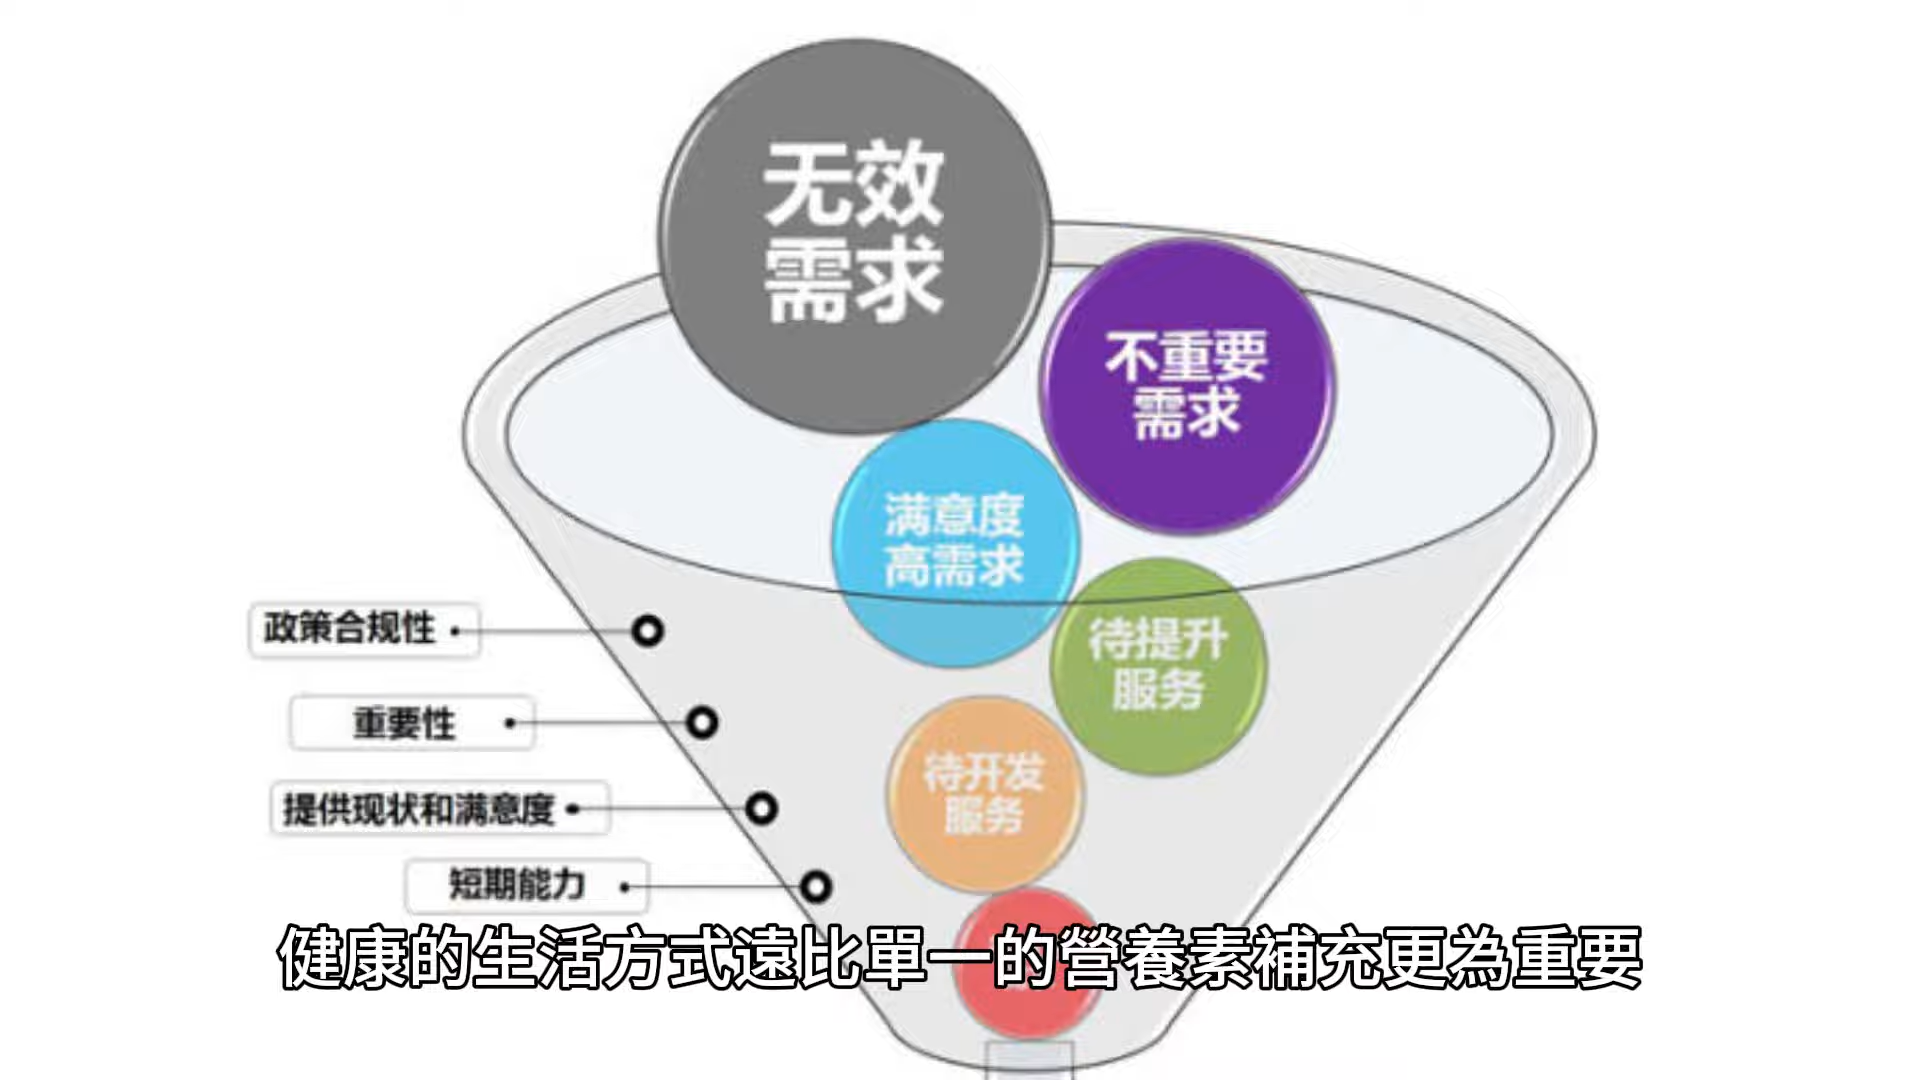 无效
需求
不重要
需求
满意度
高需求
待提升
服务
待开发
服务
政策合规性
重要性
提供现状和满意度
短期能力
健康的生活方式遠比單一的營養素補充更為重要